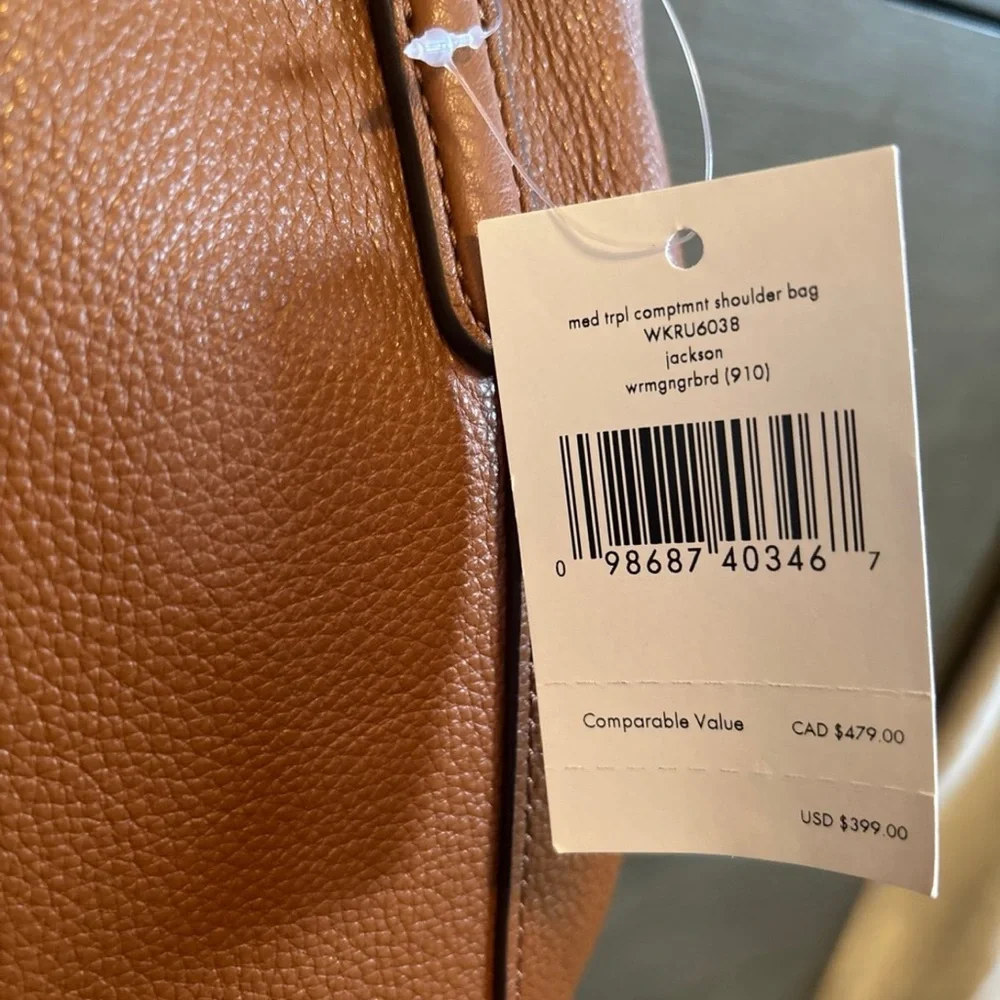 med trpl comptmnt shoulder bag
WKRU6038
jackson
wrmgngrbrd (910)
0 98687 40346 7
Comparable Value CAD $479.00
USD $399.00